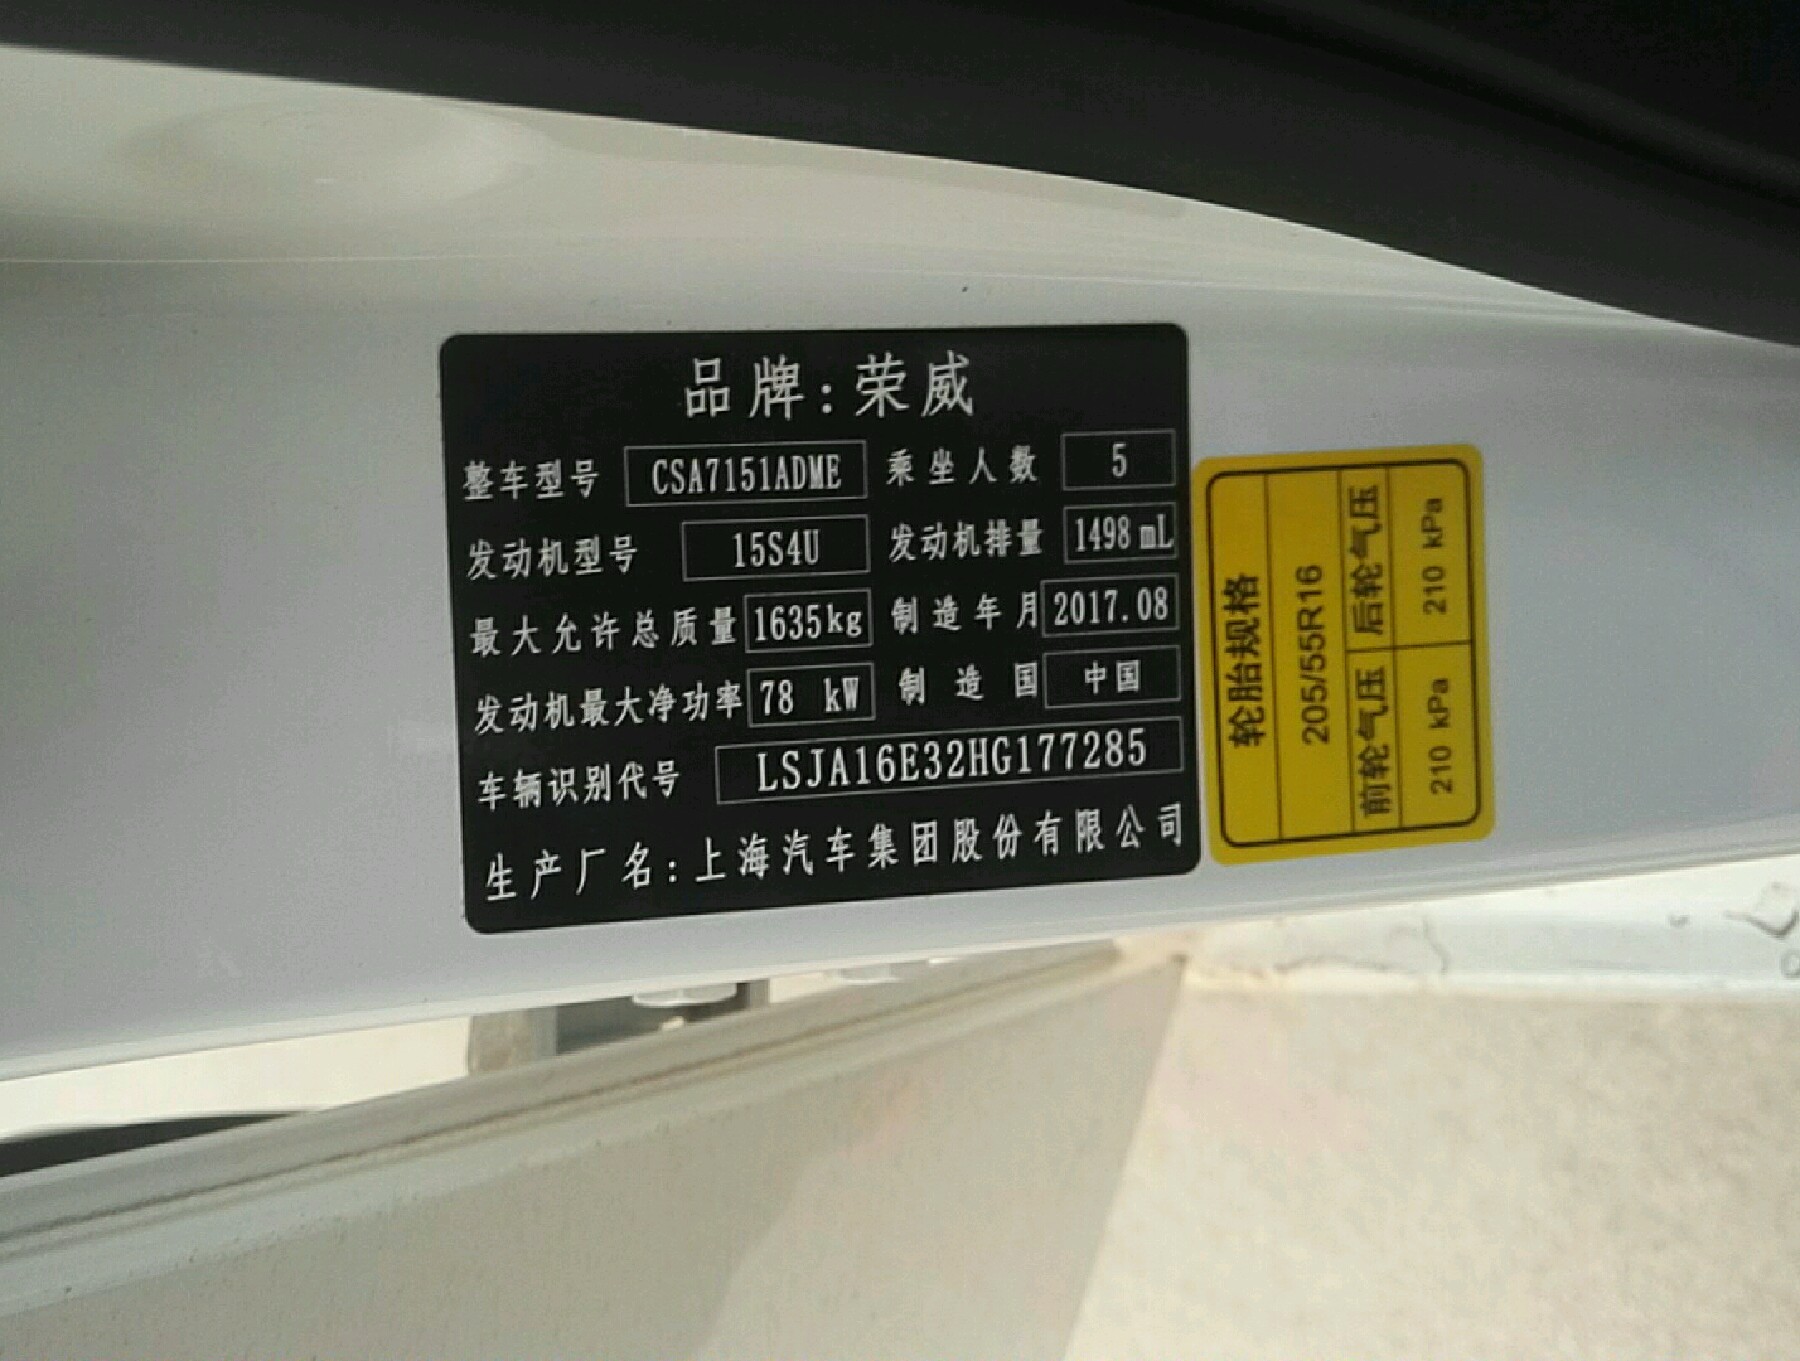 品牌:荣威
整车型号 CSA7151ADME 乘坐人数 5
发动机型号 15S4U 发动机排量 1498 mL
最大允许总质量 1635kg 制造年月 2017.08
发动机最大净功率 78 kW 制造国 中国
车辆识别代号 LSJA16E32HG177285
生产厂名:上海汽车集团股份有限公司
轮胎规格
205/55R16
前轮气压 后轮气压
210 kPa 210 kPa